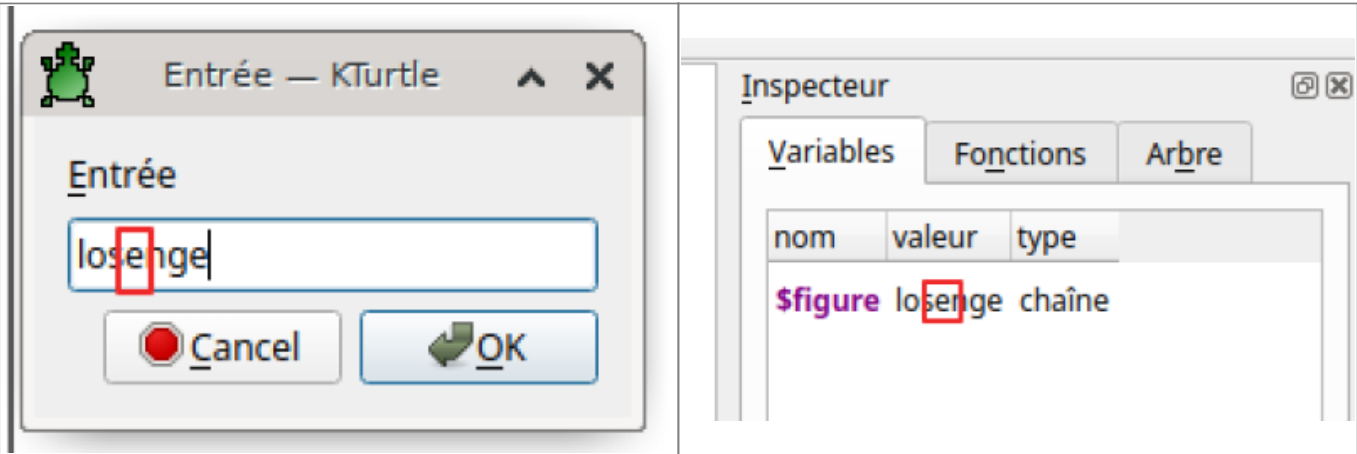 Entrée — KTurtle
Entrée
losenge
Cancel
OK
Inspecteur
Variables Fonctions Arbre
nom valeur type
$figure losenge chaîne